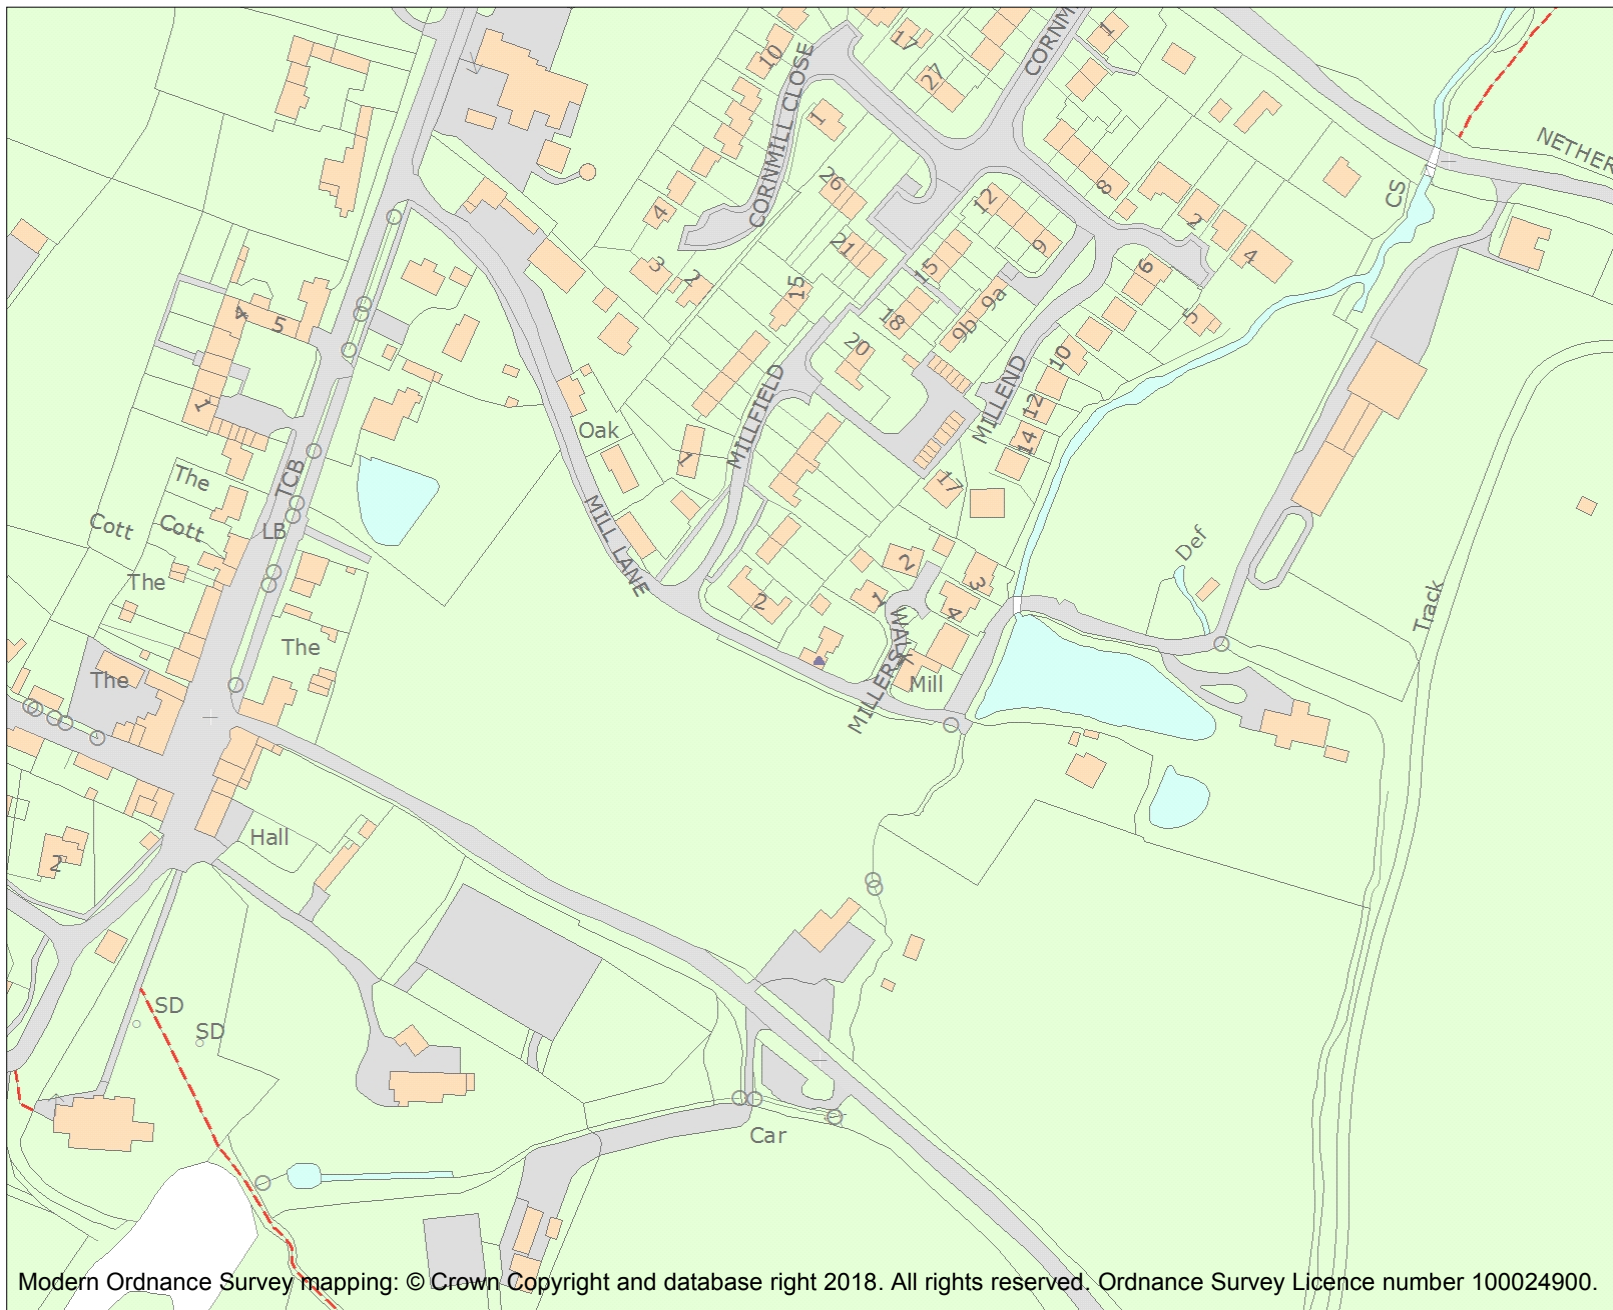 CORNM
1
17
10
27
CORNMILL CLOSE
1
NETHER
26
8
CS
12
4
2
21
9
4
15
3
2
6
15
9a
5
4
5
18
9b
20
10
MILLEND
1
12
MILLFIELD
Oak
14
1
TCB
17
The
Cott
Cott
LB
MILL LANE
Def
The
2
3
1
2
4
Track
The
WALK
The
MILLERS
Mill
Hall
2
SD
SD
Car
Modern Ordnance Survey mapping: © Crown Copyright and database right 2018. All rights reserved. Ordnance Survey Licence number 100024900.